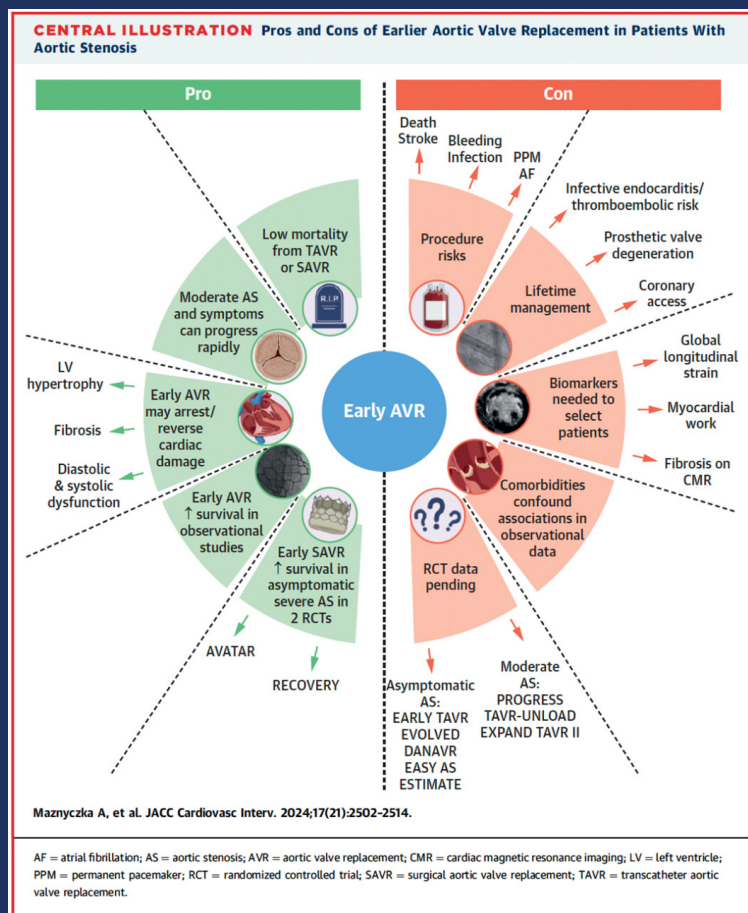 CENTRAL ILLUSTRATION Pros and Cons of Earlier Aortic Valve Replacement in Patients With
Aortic Stenosis
Pro
Low mortality
from TAVR
or SAVR
R.I.P.
Moderate AS
and symptoms
can progress
rapidly
Early AVR
may arrest/
reverse
cardiac
damage
LV
hypertrophy
Fibrosis
Diastolic
& systolic
dysfunction
Early AVR
↑ survival in
observational
studies
Early SAVR
↑ survival in
asymptomatic
severe AS in
2 RCTs
AVATAR
RECOVERY
Early AVR
Con
Death
Stroke
Bleeding
Infection
PPM
AF
Procedure
risks
Infective endocarditis/
thromboembolic risk
Prosthetic valve
degeneration
Coronary
access
Lifetime
management
Global
longitudinal
strain
Myocardial
work
Fibrosis on
CMR
Biomarkers
needed to
select
patients
Comorbidities
confound
associations in
observational
data
???
RCT data
pending
Asymptomatic
AS:
EARLY TAVR
EVOLVED
DANAVR
EASY AS
ESTIMATE
Moderate
AS:
PROGRESS
TAVR-UNLOAD
EXPAND TAVR II
Maznyczka A, et al. JACC Cardiovasc Interv. 2024;17(21):2502–2514.
AF = atrial fibrillation; AS = aortic stenosis; AVR = aortic valve replacement; CMR = cardiac magnetic resonance imaging; LV = left ventricle;
PPM = permanent pacemaker; RCT = randomized controlled trial; SAVR = surgical aortic valve replacement; TAVR = transcatheter aortic
valve replacement.